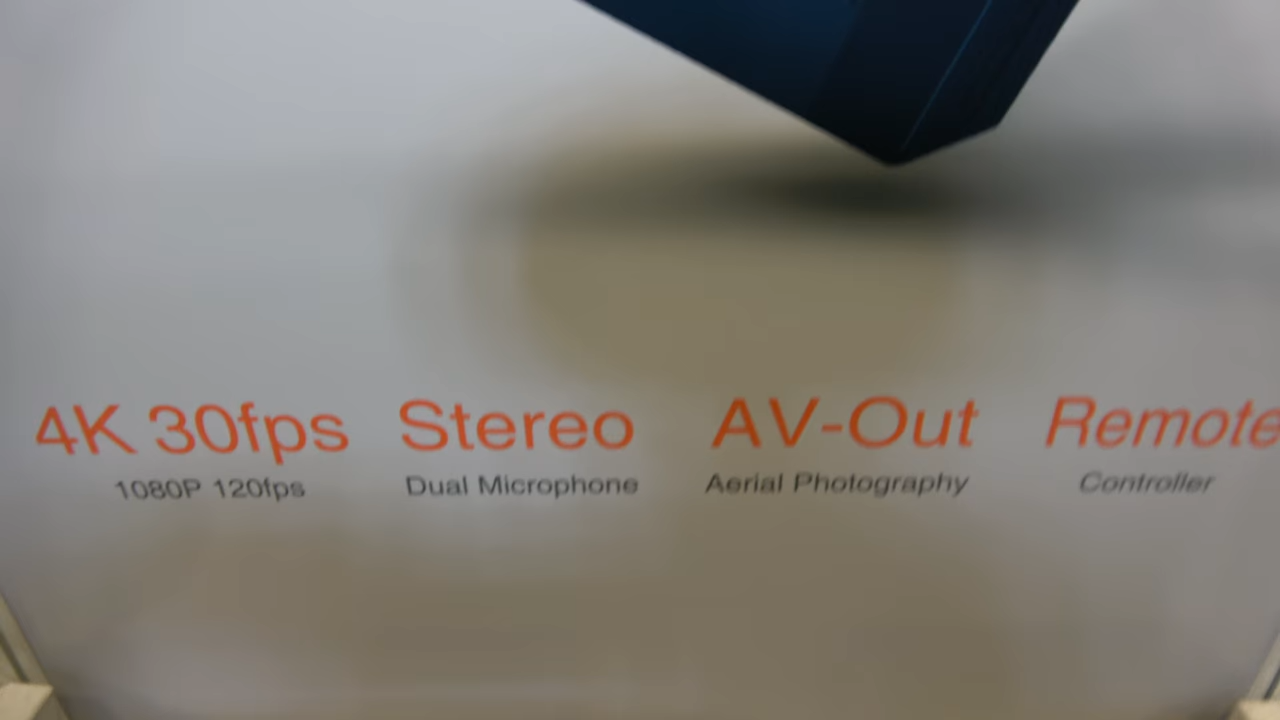 4K 30fps Stereo AV-Out Remote
1080P 120fps Dual Microphone Aerial Photography Controller